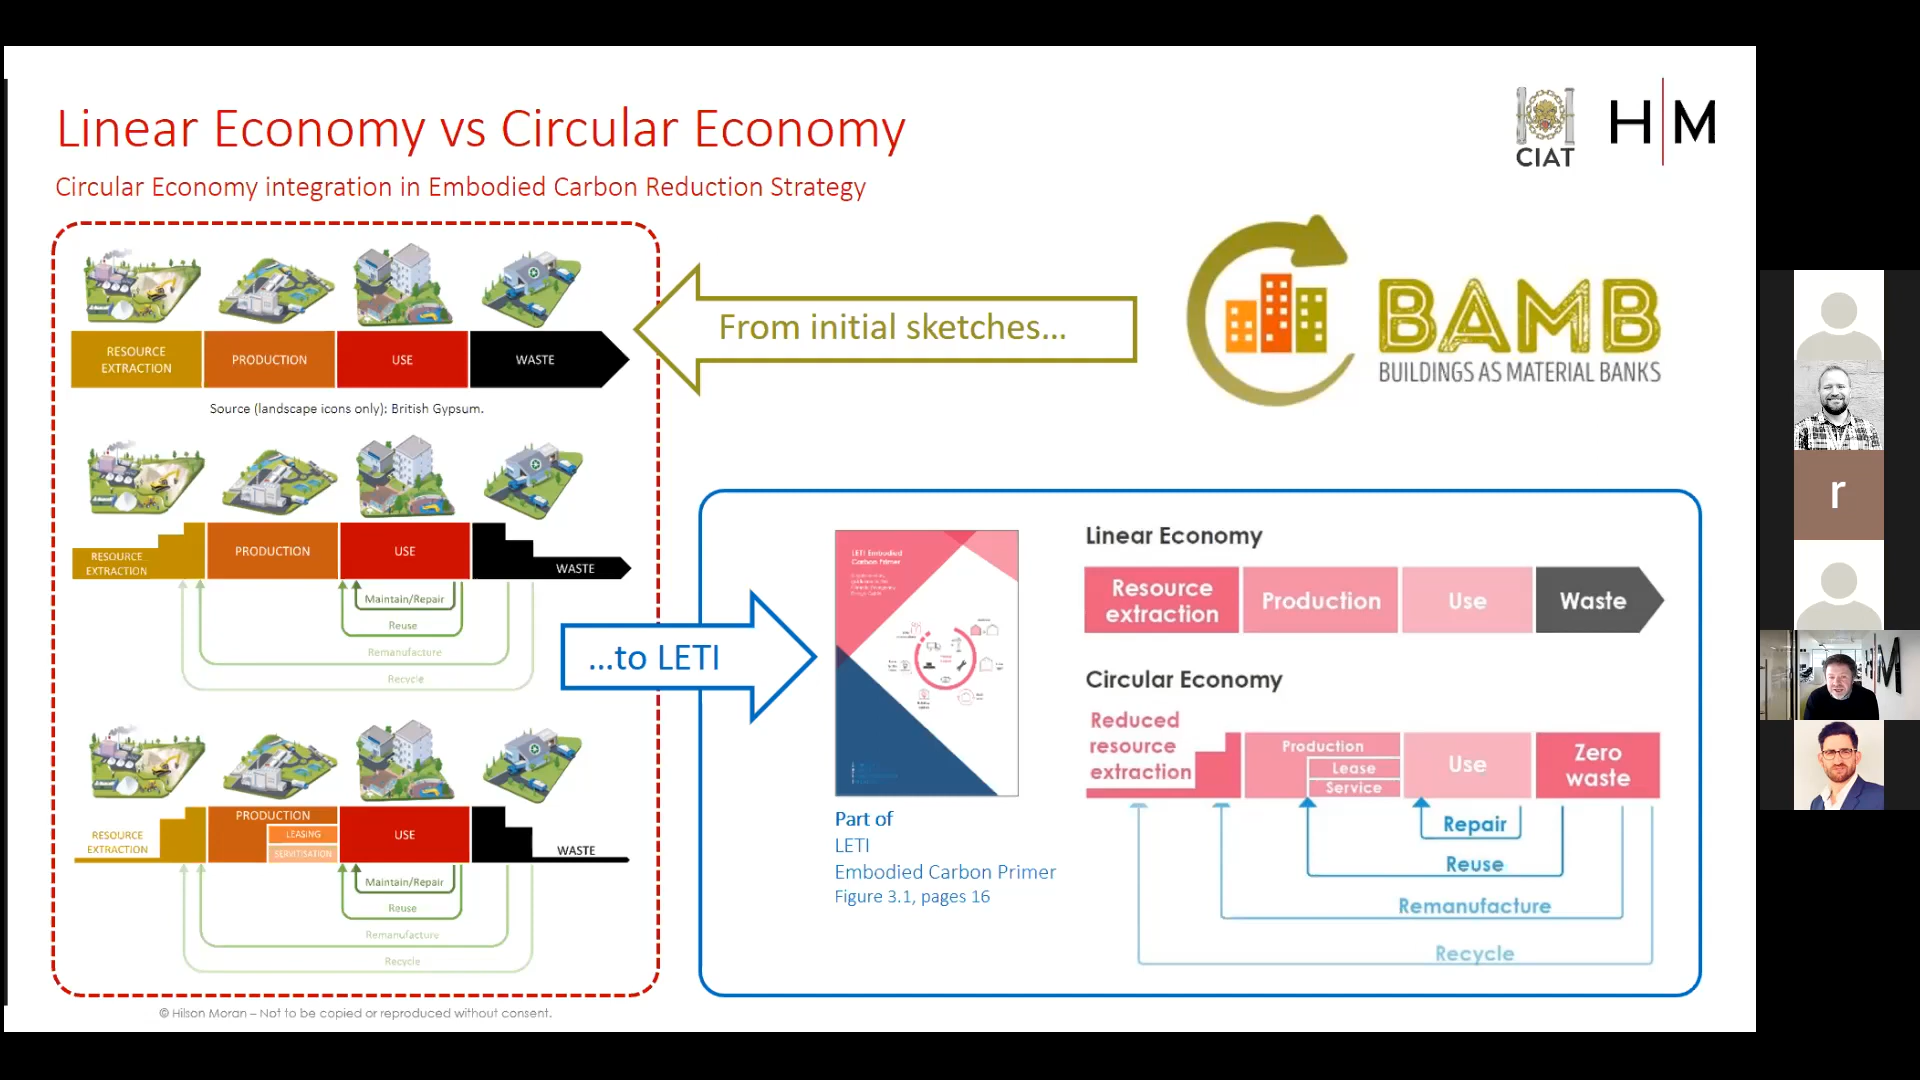 Linear Economy vs Circular Economy
Circular Economy integration in Embodied Carbon Reduction Strategy
CIAT
H|M
RESOURCE
EXTRACTION
PRODUCTION
USE
WASTE
Source (landscape icons only): British Gypsum.
From initial sketches...
BAMB
BUILDINGS AS MATERIAL BANKS
RESOURCE
EXTRACTION
PRODUCTION
USE
WASTE
Maintain/Repair
Reuse
Remanufacture
Recycle
...to LETI
RESOURCE
EXTRACTION
PRODUCTION
LEASING
SERVITISATION
USE
WASTE
Maintain/Repair
Reuse
Remanufacture
Recycle
LETI Embodied
Carbon Primer
Part of
LETI
Embodied Carbon Primer
Figure 3.1, pages 16
Linear Economy
Resource
extraction
Production
Use
Waste
Circular Economy
Reduced
resource
extraction
Production
Lease
Service
Use
Zero
waste
Repair
Reuse
Remanufacture
Recycle
© Hilson Moran – Not to be copied or reproduced without consent.
r
M